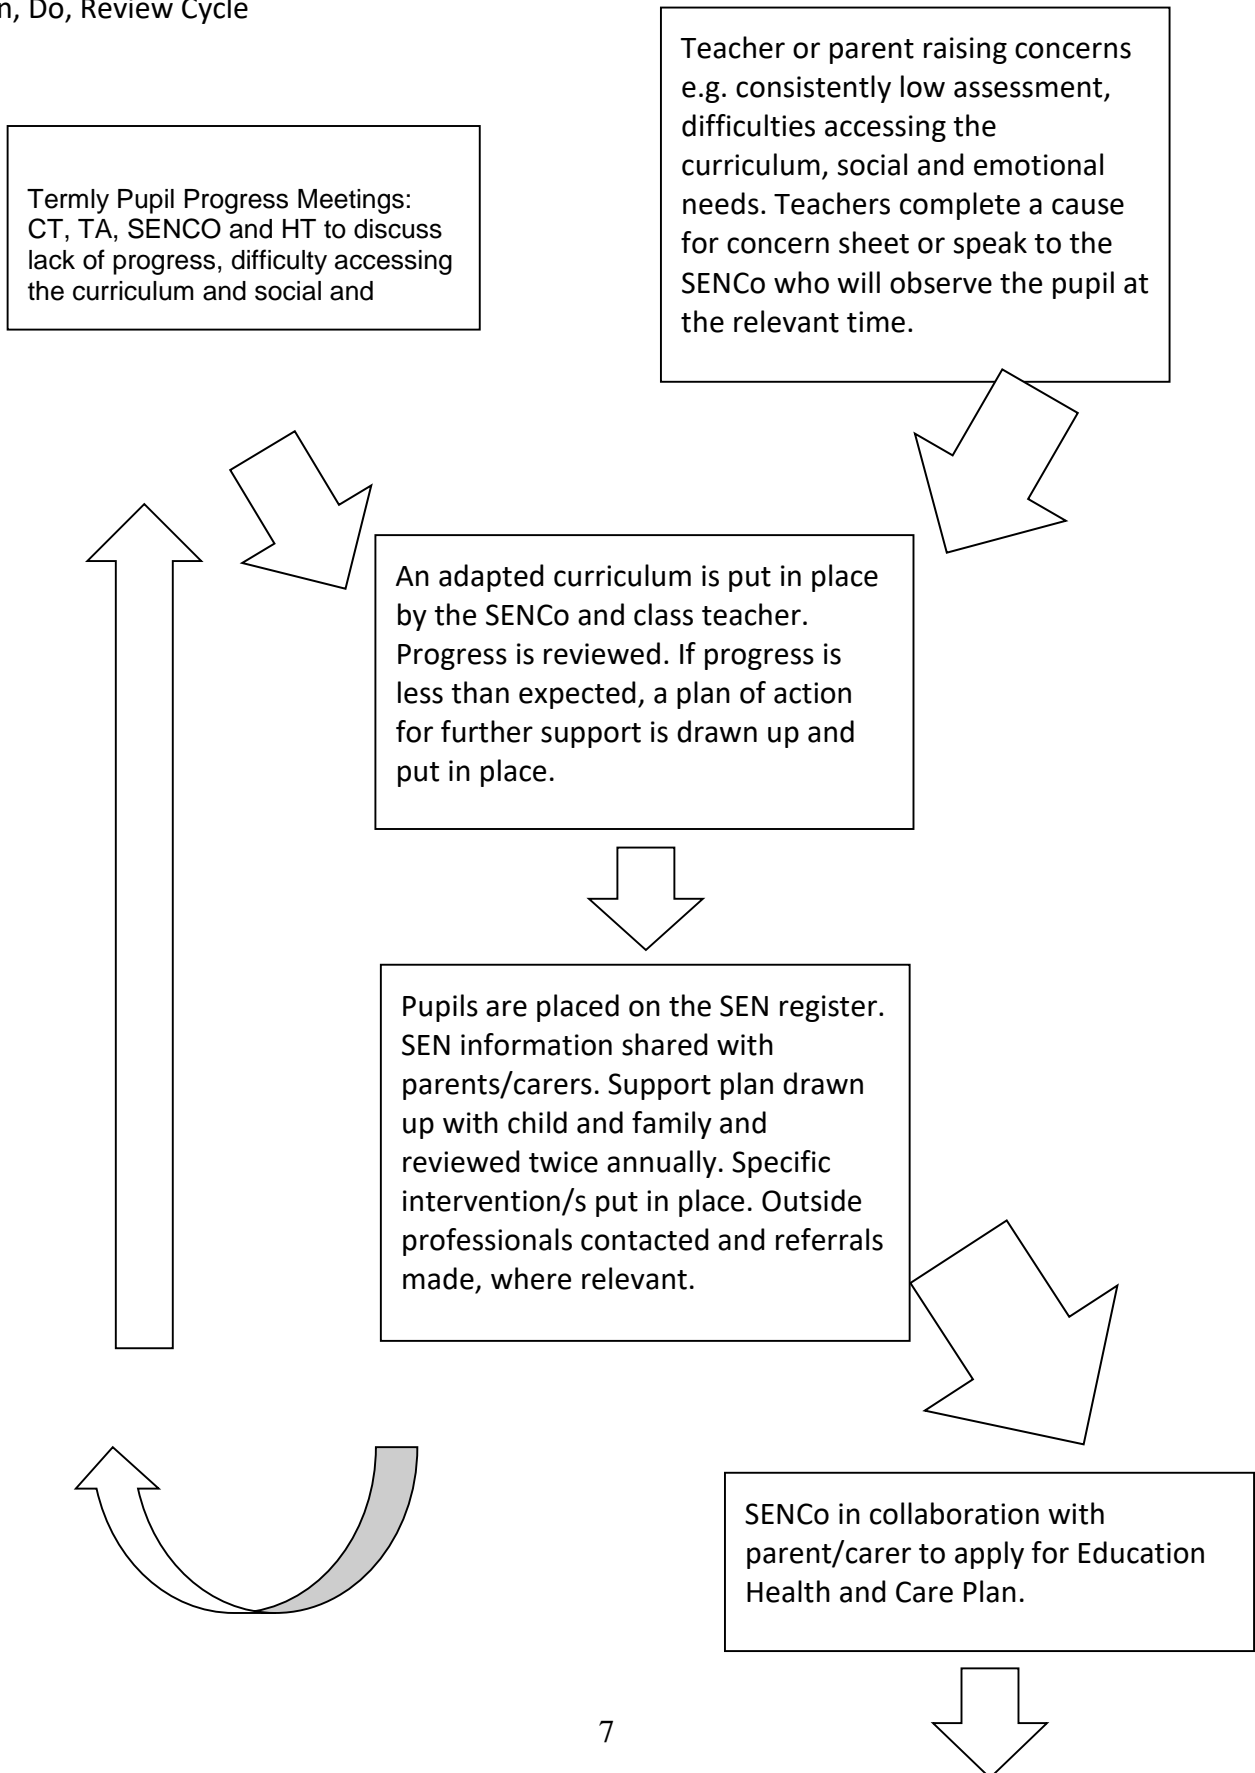 n, Do, Review Cycle
Teacher or parent raising concerns
e.g. consistently low assessment,
difficulties accessing the
curriculum, social and emotional
needs. Teachers complete a cause
for concern sheet or speak to the
SENCo who will observe the pupil at
the relevant time.
Termly Pupil Progress Meetings:
CT, TA, SENCO and HT to discuss
lack of progress, difficulty accessing
the curriculum and social and
An adapted curriculum is put in place
by the SENCo and class teacher.
Progress is reviewed. If progress is
less than expected, a plan of action
for further support is drawn up and
put in place.
Pupils are placed on the SEN register.
SEN information shared with
parents/carers. Support plan drawn
up with child and family and
reviewed twice annually. Specific
intervention/s put in place. Outside
professionals contacted and referrals
made, where relevant.
SENCo in collaboration with
parent/carer to apply for Education
Health and Care Plan.
7